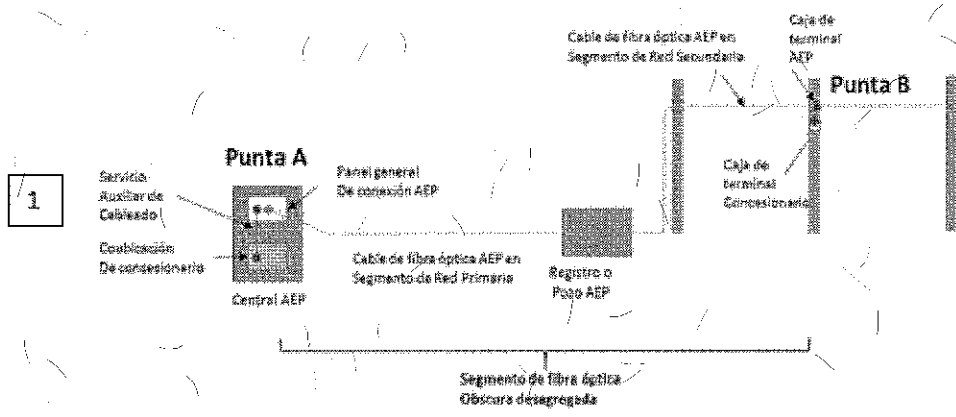 Cable de fibra óptica AEP en
Segmento de Red Secundaria
Caja de
terminal
AEP
Punta B
Punta A
Servicio
Auxiliar de
Cableado
Panel general
De conexión AEP
1
Caja de
terminal
Concesionario
Coubicación
De concesionario
Cable de fibra óptica AEP en
Segmento de Red Primaria
Registro o
Pozo AEP
Central AEP
Segmento de fibra óptica
Obscura desagregada